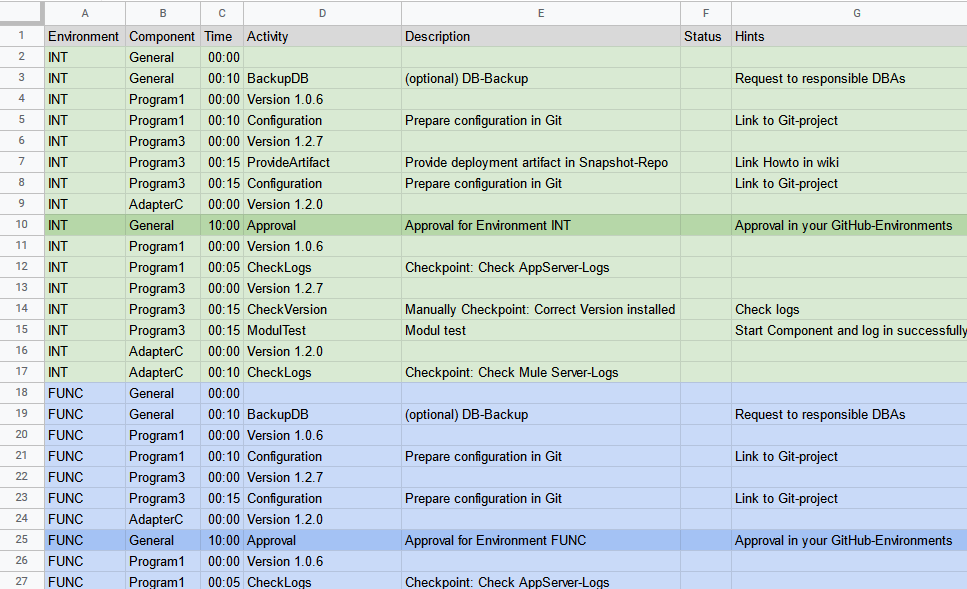 A B C D E F G
1 Environment Component Time Activity Description Status Hints
2 INT General 00:00
3 INT General 00:10 BackupDB (optional) DB-Backup Request to responsible DBAs
4 INT Program1 00:00 Version 1.0.6
5 INT Program1 00:10 Configuration Prepare configuration in Git Link to Git-project
6 INT Program3 00:00 Version 1.2.7
7 INT Program3 00:15 ProvideArtifact Provide deployment artifact in Snapshot-Repo Link Howto in wiki
8 INT Program3 00:15 Configuration Prepare configuration in Git Link to Git-project
9 INT AdapterC 00:00 Version 1.2.0
10 INT General 10:00 Approval Approval for Environment INT Approval in your GitHub-Environments
11 INT Program1 00:00 Version 1.0.6
12 INT Program1 00:05 CheckLogs Checkpoint: Check AppServer-Logs
13 INT Program3 00:00 Version 1.2.7
14 INT Program3 00:15 CheckVersion Manually Checkpoint: Correct Version installed Check logs
15 INT Program3 00:15 ModulTest Modul test Start Component and log in successfully
16 INT AdapterC 00:00 Version 1.2.0
17 INT AdapterC 00:10 CheckLogs Checkpoint: Check Mule Server-Logs
18 FUNC General 00:00
19 FUNC General 00:10 BackupDB (optional) DB-Backup Request to responsible DBAs
20 FUNC Program1 00:00 Version 1.0.6
21 FUNC Program1 00:10 Configuration Prepare configuration in Git Link to Git-project
22 FUNC Program3 00:00 Version 1.2.7
23 FUNC Program3 00:15 Configuration Prepare configuration in Git Link to Git-project
24 FUNC AdapterC 00:00 Version 1.2.0
25 FUNC General 10:00 Approval Approval for Environment FUNC Approval in your GitHub-Environments
26 FUNC Program1 00:00 Version 1.0.6
27 FUNC Program1 00:05 CheckLogs Checkpoint: Check AppServer-Logs